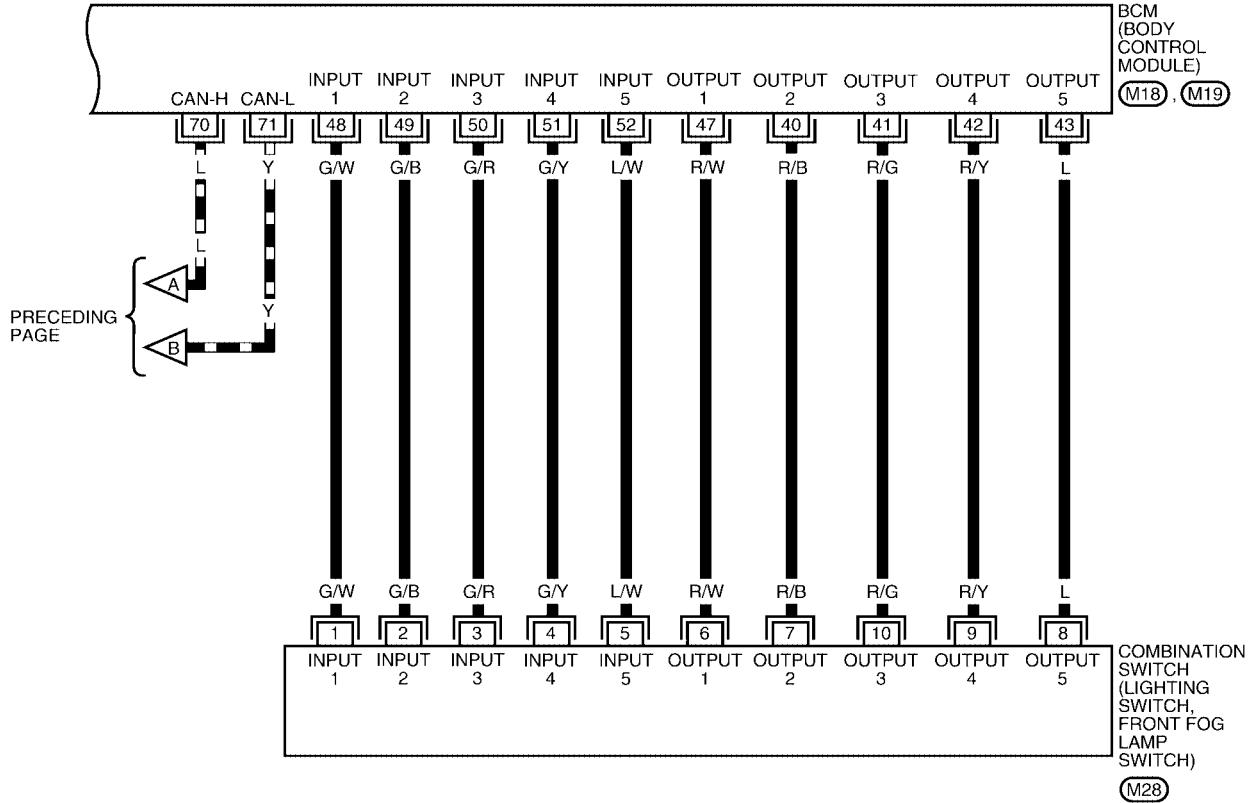 BCM
(BODY
CONTROL
MODULE)
M18 , M19
INPUT INPUT INPUT INPUT INPUT OUTPUT OUTPUT OUTPUT OUTPUT OUTPUT
CAN-H CAN-L 1 2 3 4 5 1 2 3 4 5
70 71 48 49 50 51 52 47 40 41 42 43
L Y G/W G/B G/R G/Y L/W R/W R/B R/G R/Y L
L
A
PRECEDING
PAGE
Y
B
G/W G/B G/R G/Y L/W R/W R/B R/G R/Y L
1 2 3 4 5 6 7 10 9 8
INPUT INPUT INPUT INPUT INPUT OUTPUT OUTPUT OUTPUT OUTPUT OUTPUT
1 2 3 4 5 1 2 3 4 5
COMBINATION
SWITCH
(LIGHTING
SWITCH,
FRONT FOG
LAMP
SWITCH)
M28